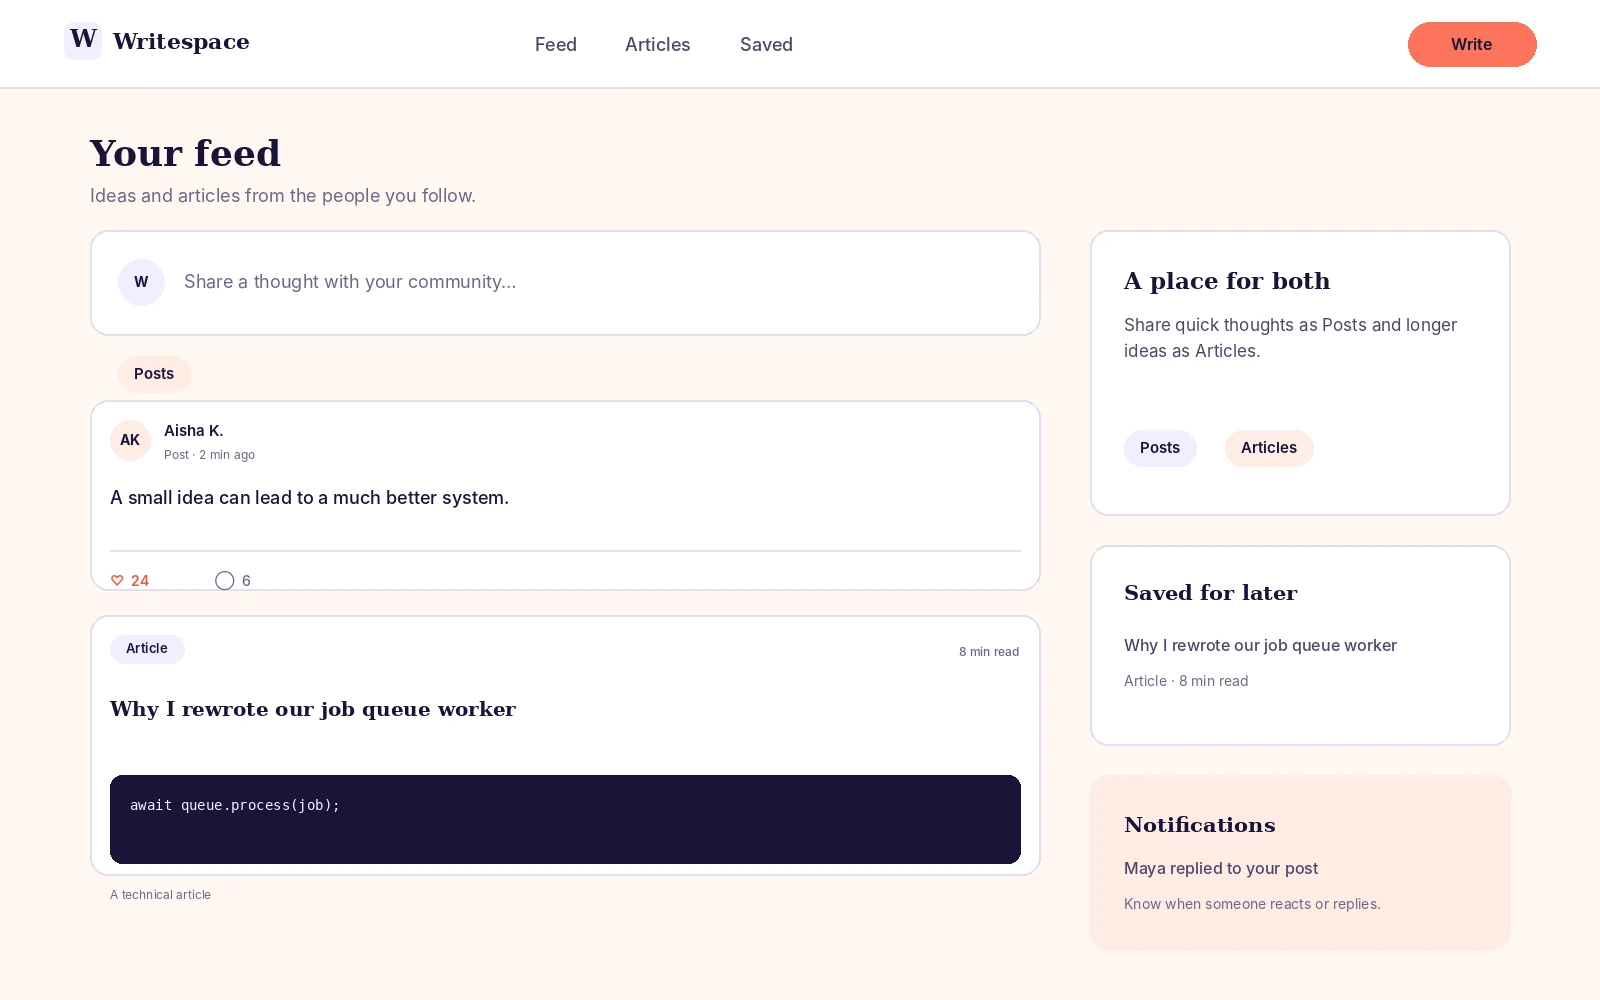 W Writespace
Feed Articles Saved
Write
Your feed
Ideas and articles from the people you follow.
W
Share a thought with your community...
Posts
AK
Aisha K.
Post · 2 min ago
A small idea can lead to a much better system.
♡ 24
6
Article
8 min read
Why I rewrote our job queue worker
await queue.process(job);
A technical article
A place for both
Share quick thoughts as Posts and longer
ideas as Articles.
Posts Articles
Saved for later
Why I rewrote our job queue worker
Article · 8 min read
Notifications
Maya replied to your post
Know when someone reacts or replies.